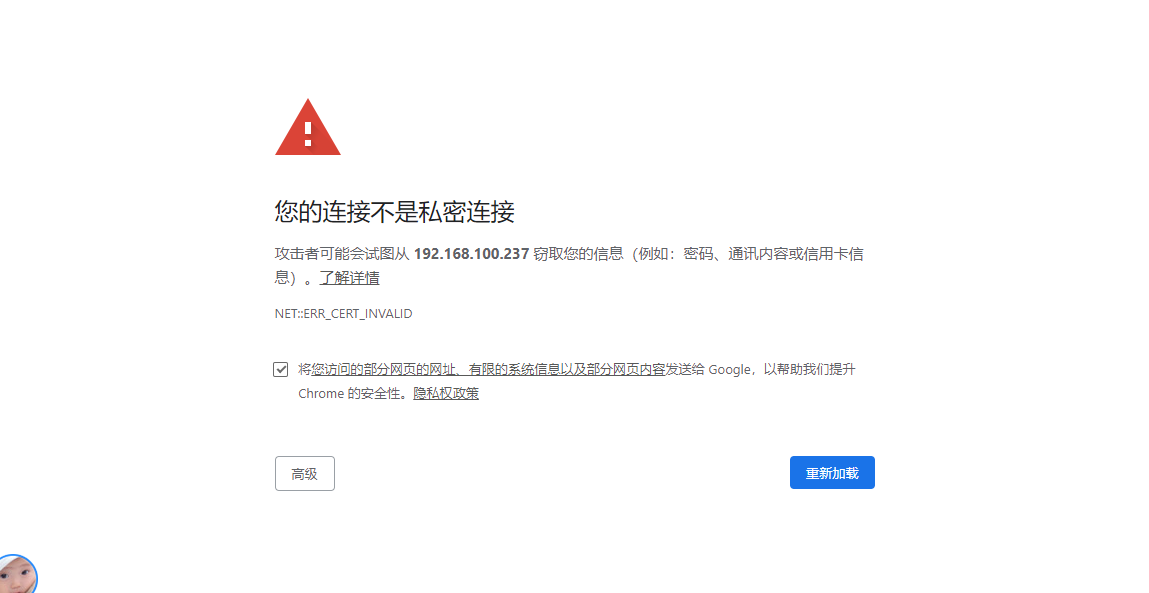 您的连接不是私密连接
攻击者可能会试图从 192.168.100.237 窃取您的信息（例如：密码、通讯内容或信用卡信
息）。了解详情
NET::ERR_CERT_INVALID
将您访问的部分网页的网址、有限的系统信息以及部分网页内容发送给 Google，以帮助我们提升
Chrome 的安全性。隐私权政策
高级
重新加载